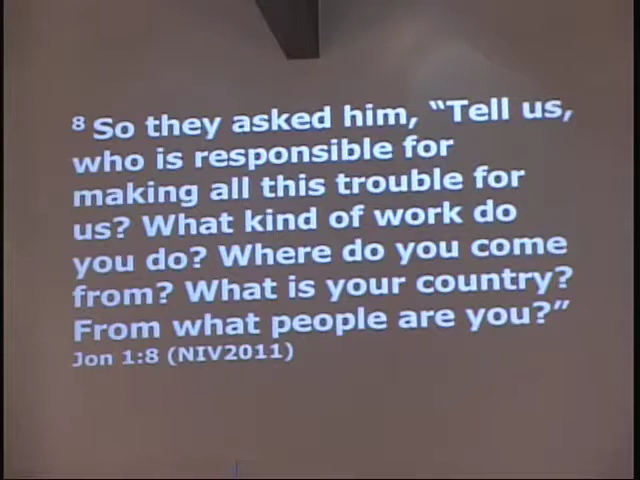 8 So they asked him, “Tell us,
who is responsible for
making all this trouble for
us? What kind of work do
you do? Where do you come
from? What is your country?
From what people are you?”
Jon 1:8 (NIV2011)